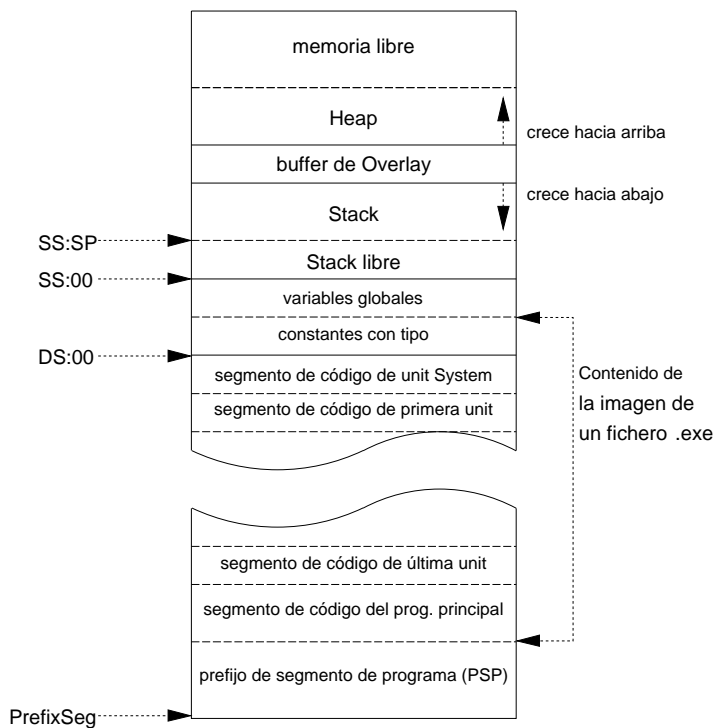 memoria libre
Heap
crece hacia arriba
buffer de Overlay
crece hacia abajo
Stack
SS:SP
Stack libre
SS:00
variables globales
constantes con tipo
DS:00
segmento de código de unit System
segmento de código de primera unit
Contenido de
la imagen de
un fichero .exe
segmento de código de última unit
segmento de código del prog. principal
prefijo de segmento de programa (PSP)
PrefixSeg